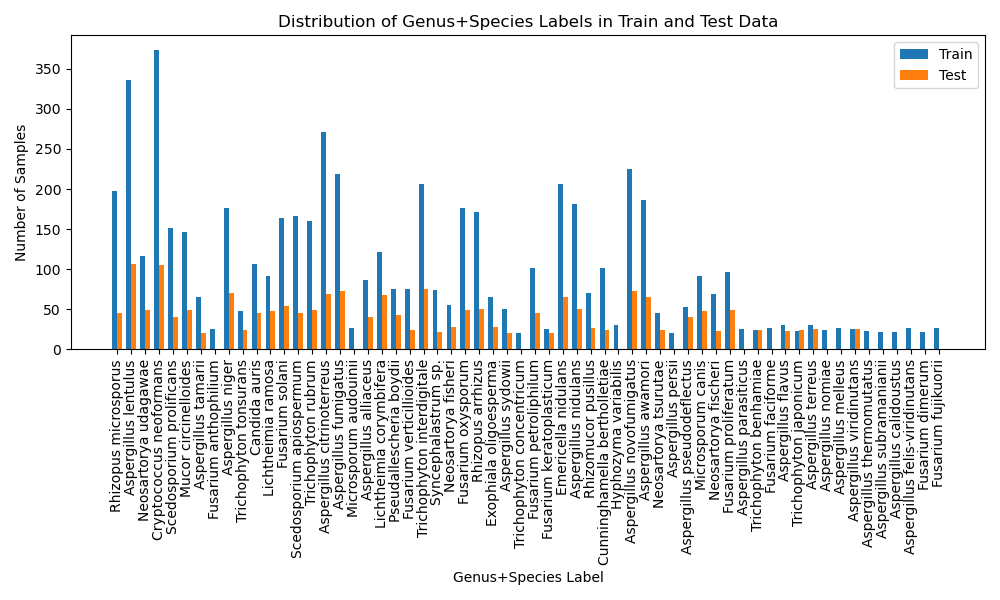 Distribution of Genus+Species Labels in Train and Test Data
Train
Test
Number of Samples
350
300
250
200
150
100
50
0
Rhizopus microsporus
Aspergillus lentulus
Neosartorya udagawae
Cryptococcus neoformans
Scedosporium prolificans
Mucor circinelloides
Aspergillus tamarii
Fusarium anthophilium
Aspergillus niger
Trichophyton tonsurans
Candida auris
Lichtheimia ramosa
Fusarium solani
Scedosporium apiospermum
Trichophyton rubrum
Aspergillus citrinoterreus
Aspergillus fumigatus
Microsporum audouinii
Aspergillus alliaceus
Lichtheimia corymbifera
Pseudallescheria boydii
Fusarium verticillioides
Trichophyton interdigitale
Syncephalastrum sp.
Neosartorya fisheri
Fusarium oxysporum
Rhizopus arrhizus
Exophiala oligosperma
Aspergillus sydowii
Trichophyton concentricum
Fusarium petroliphilum
Fusarium keratoplasticum
Emericella nidulans
Aspergillus nidulans
Rhizomucor pusillus
Cunninghamella bertholletiae
Hyphozyma variabilis
Aspergillus novofumigatus
Aspergillus awamori
Neosartorya tsurutae
Aspergillus persii
Aspergillus pseudodeflectus
Microsporum canis
Neosartorya fischeri
Fusarium proliferatum
Aspergillus parasiticus
Trichophyton benhamiae
Fusarium falciforme
Aspergillus flavus
Trichophyton japonicum
Aspergillus terreus
Aspergillus nomiae
Aspergillus melleus
Aspergillus viridinutans
Aspergillus thermomutatus
Aspergillus subramanianii
Aspergillus calidoustus
Aspergillus felis-viridinutans
Fusarium dimerum
Fusarium fujikuorii
Genus+Species Label